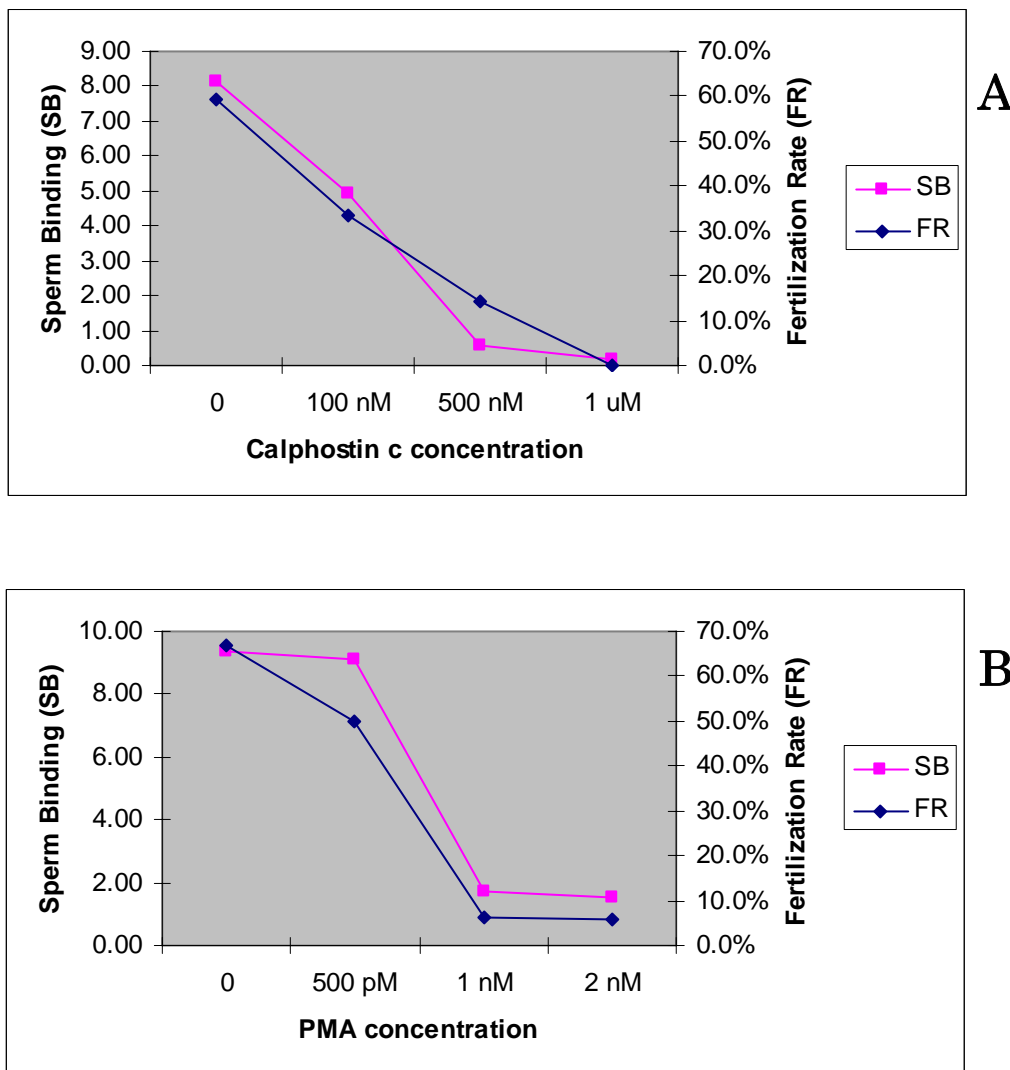 A
9.00
8.00
7.00
6.00
5.00
4.00
3.00
2.00
1.00
0.00
Sperm Binding (SB)
70.0%
60.0%
50.0%
40.0%
30.0%
20.0%
10.0%
0.0%
Fertilization Rate (FR)
SB
FR
0 100 nM 500 nM 1 uM
Calphostin c concentration
B
10.00
8.00
6.00
4.00
2.00
0.00
Sperm Binding (SB)
70.0%
60.0%
50.0%
40.0%
30.0%
20.0%
10.0%
0.0%
Fertilization Rate (FR)
SB
FR
0 500 pM 1 nM 2 nM
PMA concentration